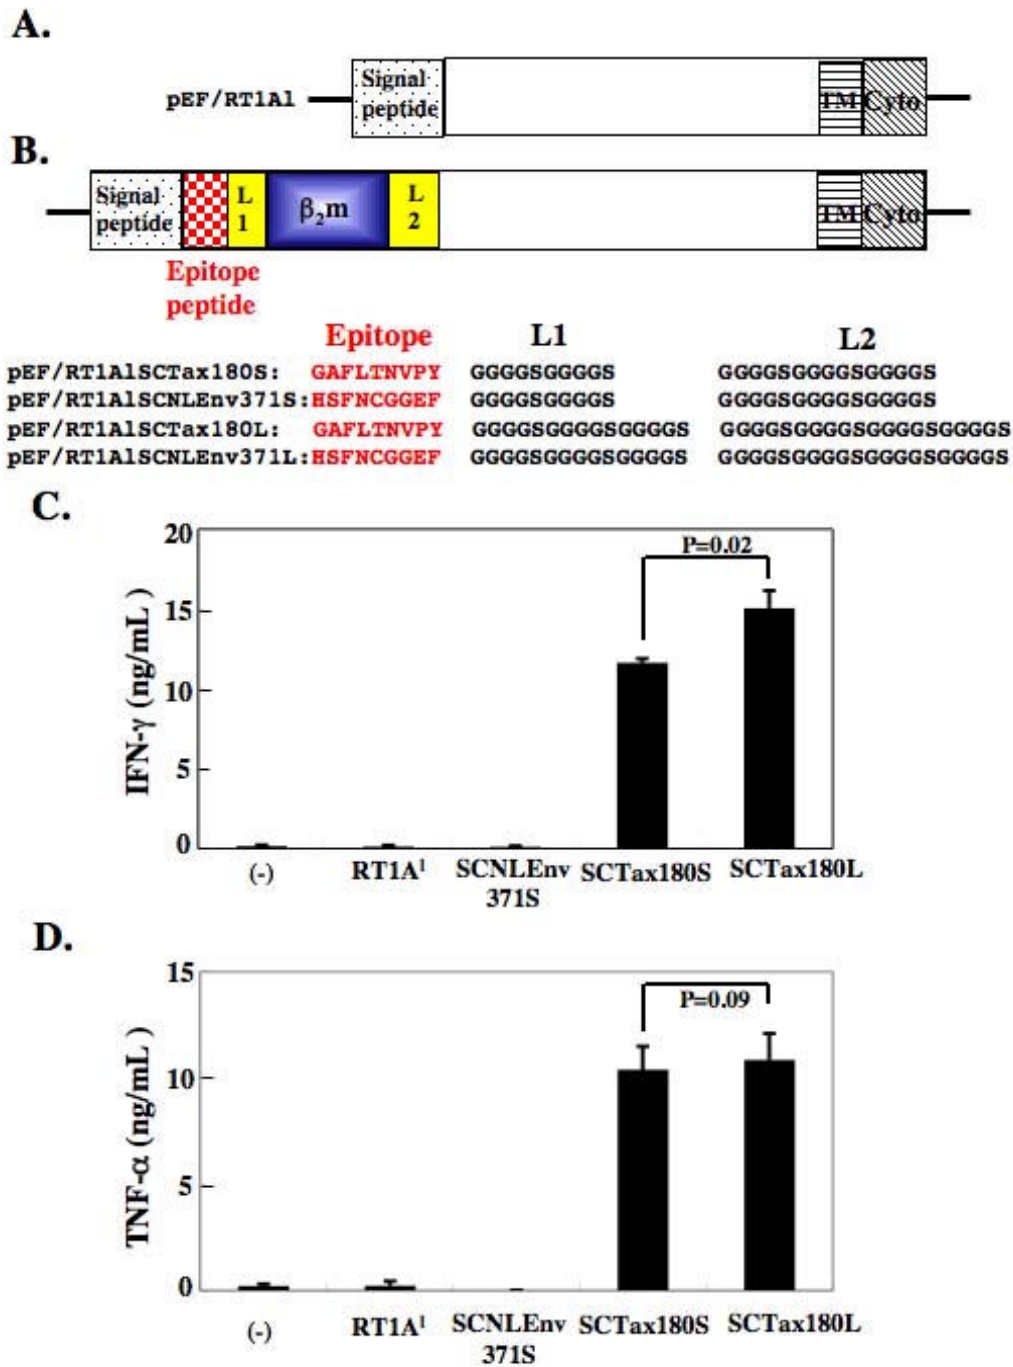 A.
pEF/RT1Al
Signal
peptide
TM
Cyto
B.
Signal
peptide
L
1
β₂m
L
2
TM
Cyto
Epitope
peptide
Epitope L1 L2
pEF/RT1AlSCTax180S: GAFLTNVPY GGGGSGGGGS GGGGSGGGGSGGGGS
pEF/RT1AlSCNLEnv371S:HSFNCGGEF GGGGSGGGGS GGGGSGGGGSGGGGS
pEF/RT1AlSCTax180L: GAFLTNVPY GGGGSGGGGSGGGGS GGGGSGGGGSGGGGSGGGGS
pEF/RT1AlSCNLEnv371L:HSFNCGGEF GGGGSGGGGSGGGGS GGGGSGGGGSGGGGSGGGGS
C.
IFN-γ (ng/mL )
20
15
10
5
0
P=0.02
(-) RT1Aˡ SCNLEnv SCTax180S SCTax180L
371S
D.
TNF-α (ng/mL )
15
10
5
0
P=0.09
(-) RT1Aˡ SCNLEnv SCTax180S SCTax180L
371S